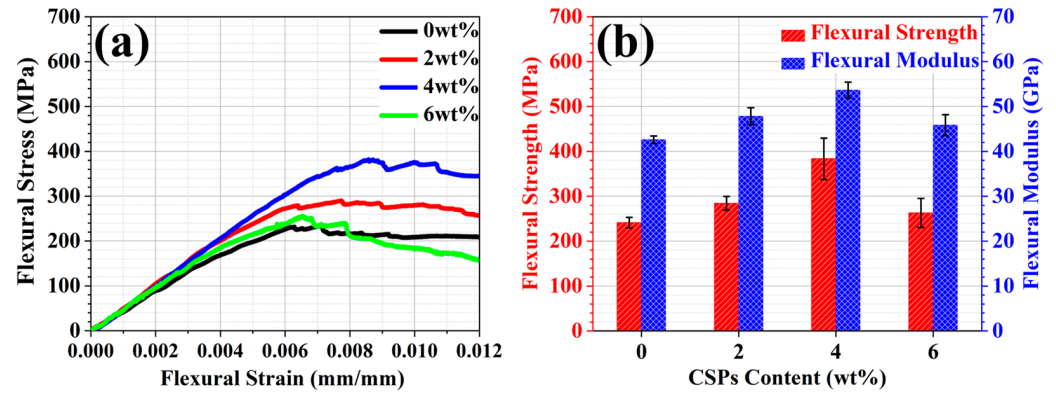 (a)
0wt%
2wt%
4wt%
6wt%
700
600
500
400
300
200
100
0
Flexural Stress (MPa)
0.000 0.002 0.004 0.006 0.008 0.010 0.012
Flexural Strain (mm/mm)
(b)
Flexural Strength
Flexural Modulus
700
600
500
400
300
200
100
0
Flexural Strength (MPa)
70
60
50
40
30
20
10
0
Flexural Modulus (GPa)
0 2 4 6
CSPs Content (wt%)